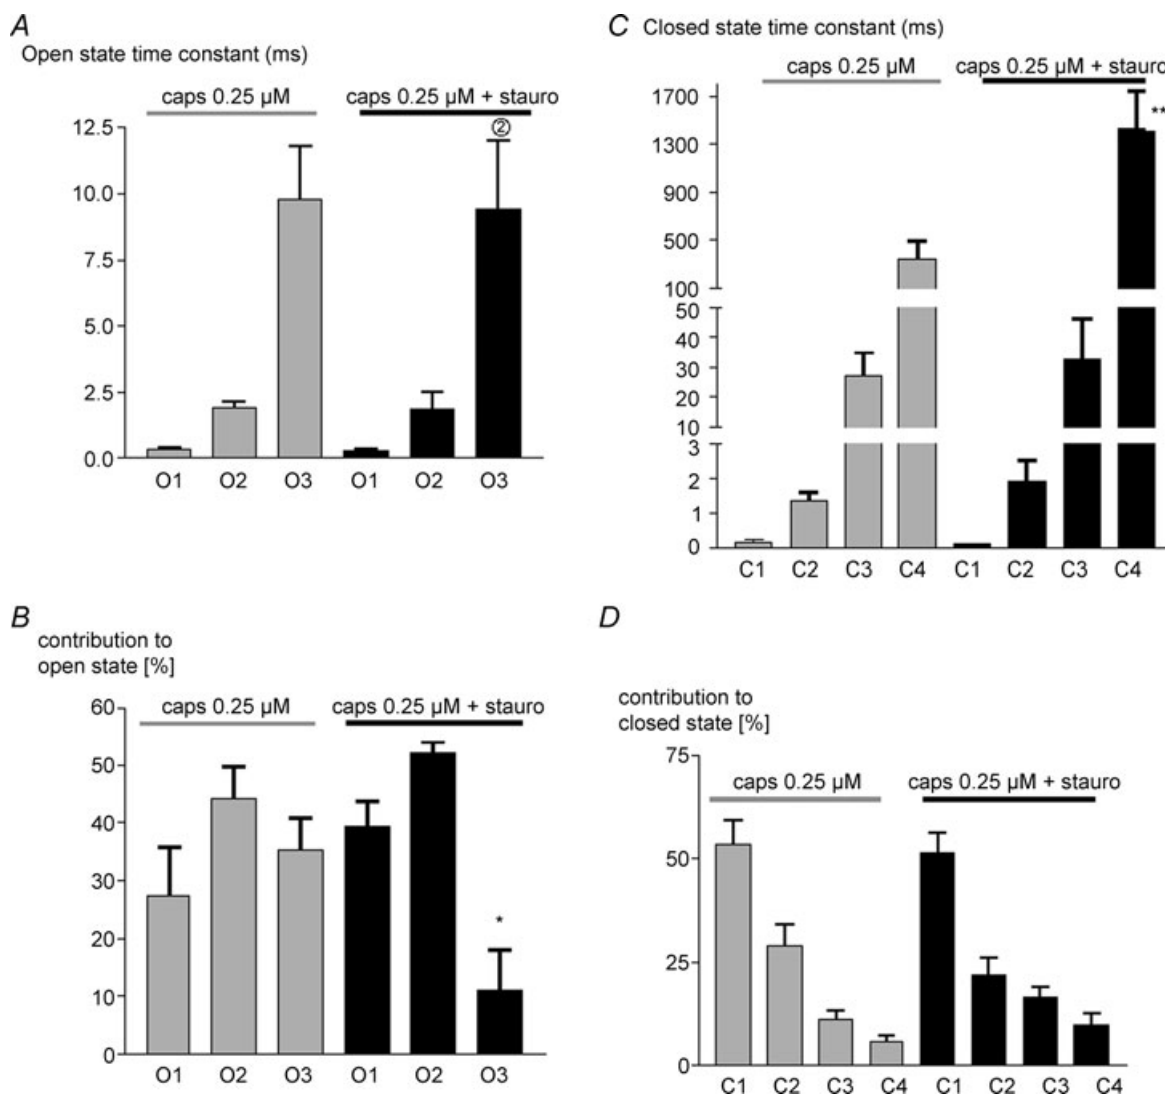 A
Open state time constant (ms)
caps 0.25 µM
caps 0.25 µM + stauro
12.5
10.0
7.5
5.0
2.5
0.0
②
O1 O2 O3 O1 O2 O3
C Closed state time constant (ms)
caps 0.25 µM
caps 0.25 µM + stauro
1700
1300
900
500
100
50
40
30
20
10
3
2
1
0
**
C1 C2 C3 C4 C1 C2 C3 C4
B
contribution to
open state [%]
caps 0.25 µM
caps 0.25 µM + stauro
60
50
40
30
20
10
0
*
O1 O2 O3 O1 O2 O3
D
contribution to
closed state [%]
75
50
25
0
caps 0.25 µM
caps 0.25 µM + stauro
C1 C2 C3 C4 C1 C2 C3 C4